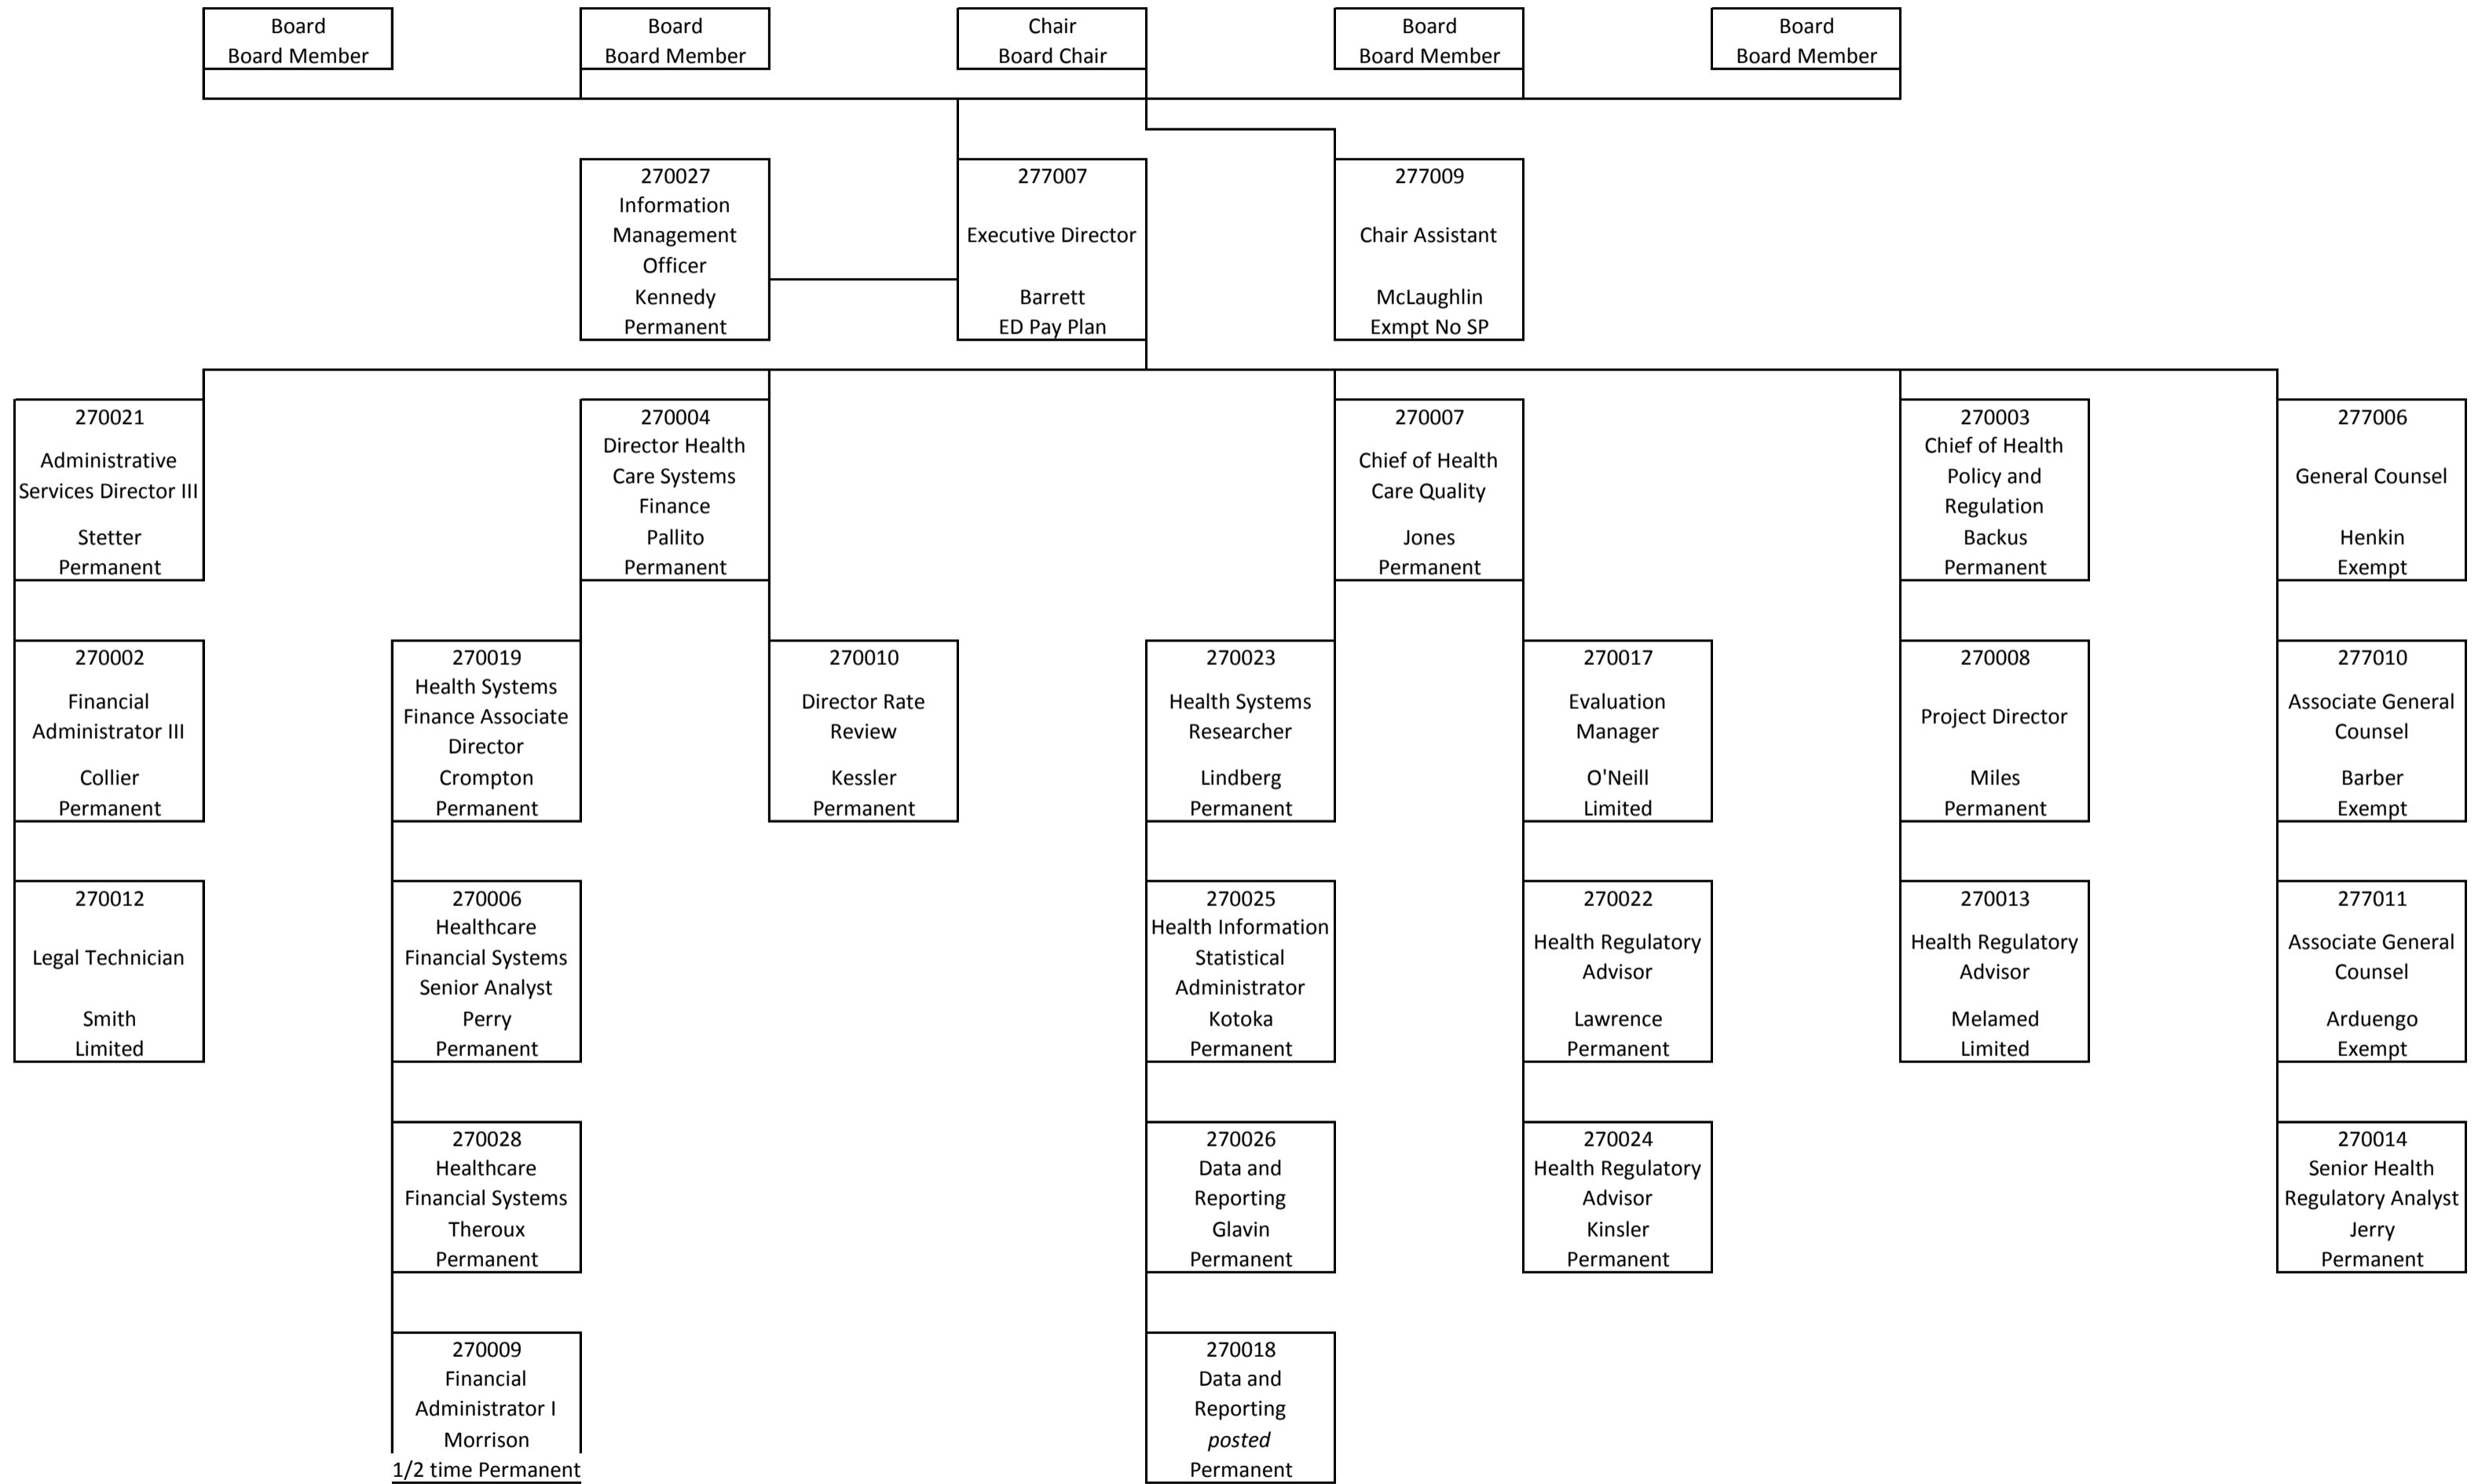 Board
Board Member
Board
Board Member
Chair
Board Chair
Board
Board Member
Board
Board Member
270027
Information
Management
Officer
Kennedy
Permanent
277007
Executive Director
Barrett
ED Pay Plan
277009
Chair Assistant
McLaughlin
Exmpt No SP
270021
Administrative
Services Director III
Stetter
Permanent
270004
Director Health
Care Systems
Finance
Pallito
Permanent
270007
Chief of Health
Care Quality
Jones
Permanent
270003
Chief of Health
Policy and
Regulation
Backus
Permanent
277006
General Counsel
Henkin
Exempt
270002
Financial
Administrator III
Collier
Permanent
270019
Health Systems
Finance Associate
Director
Crompton
Permanent
270010
Director Rate
Review
Kessler
Permanent
270023
Health Systems
Researcher
Lindberg
Permanent
270017
Evaluation
Manager
O'Neill
Limited
270008
Project Director
Miles
Permanent
277010
Associate General
Counsel
Barber
Exempt
270012
Legal Technician
Smith
Limited
270006
Healthcare
Financial Systems
Senior Analyst
Perry
Permanent
270025
Health Information
Statistical
Administrator
Kotoka
Permanent
270022
Health Regulatory
Advisor
Lawrence
Permanent
270013
Health Regulatory
Advisor
Melamed
Limited
277011
Associate General
Counsel
Arduengo
Exempt
270028
Healthcare
Financial Systems
Theroux
Permanent
270026
Data and
Reporting
Glavin
Permanent
270024
Health Regulatory
Advisor
Kinsler
Permanent
270014
Senior Health
Regulatory Analyst
Jerry
Permanent
270009
Financial
Administrator I
Morrison
1/2 time Permanent
270018
Data and
Reporting
posted
Permanent